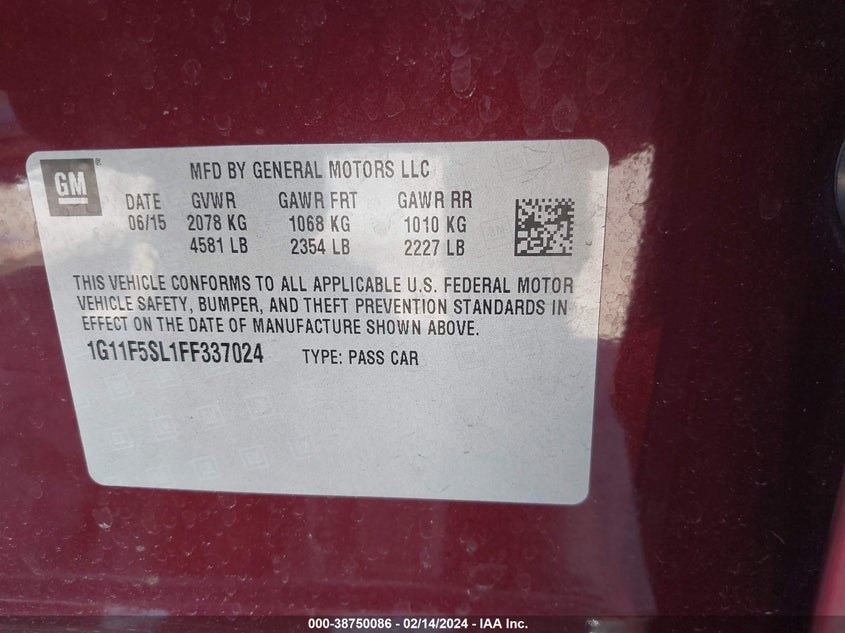 GM ®
MFD BY GENERAL MOTORS LLC
DATE GVWR GAWR FRT GAWR RR
06/15 2078 KG 1068 KG 1010 KG
4581 LB 2354 LB 2227 LB
THIS VEHICLE CONFORMS TO ALL APPLICABLE U.S. FEDERAL MOTOR
VEHICLE SAFETY, BUMPER, AND THEFT PREVENTION STANDARDS IN
EFFECT ON THE DATE OF MANUFACTURE SHOWN ABOVE.
1G11F5SL1FF337024 TYPE: PASS CAR
000-38750086 - 02/14/2024 - IAA Inc.